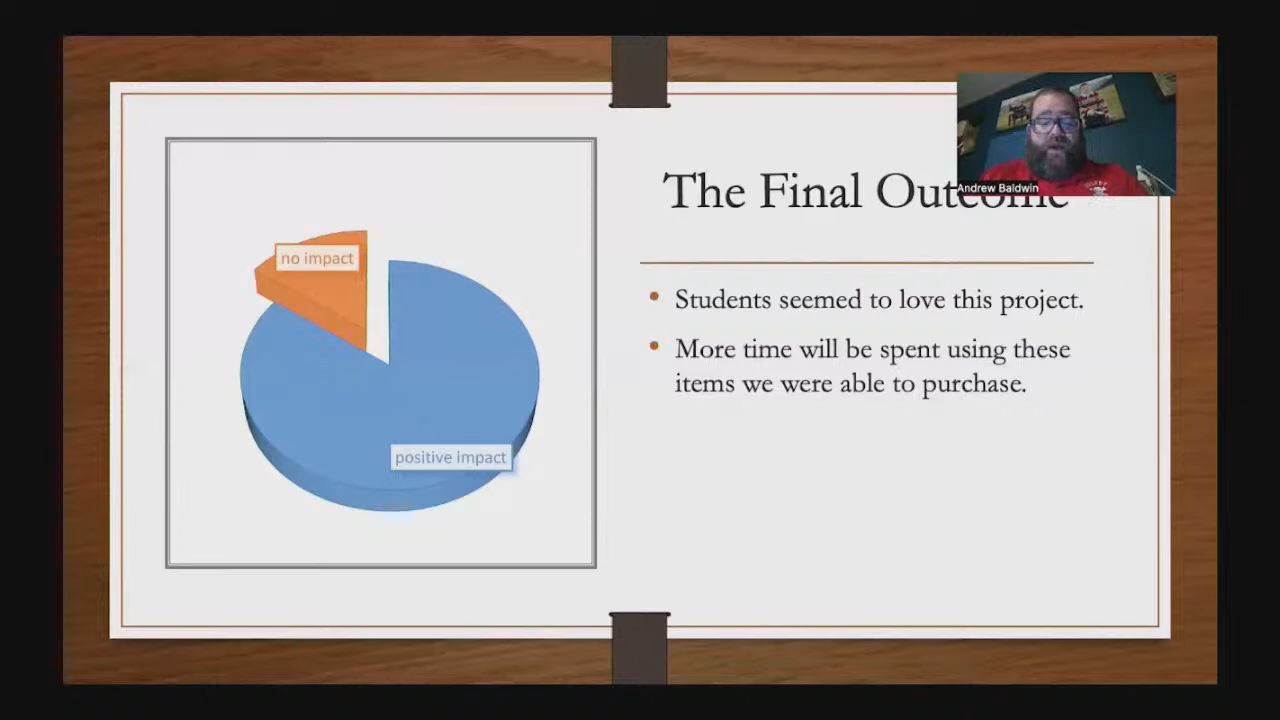 The Final Outcome
Andrew Baldwin
no impact
positive impact
• Students seemed to love this project.
• More time will be spent using these
items we were able to purchase.